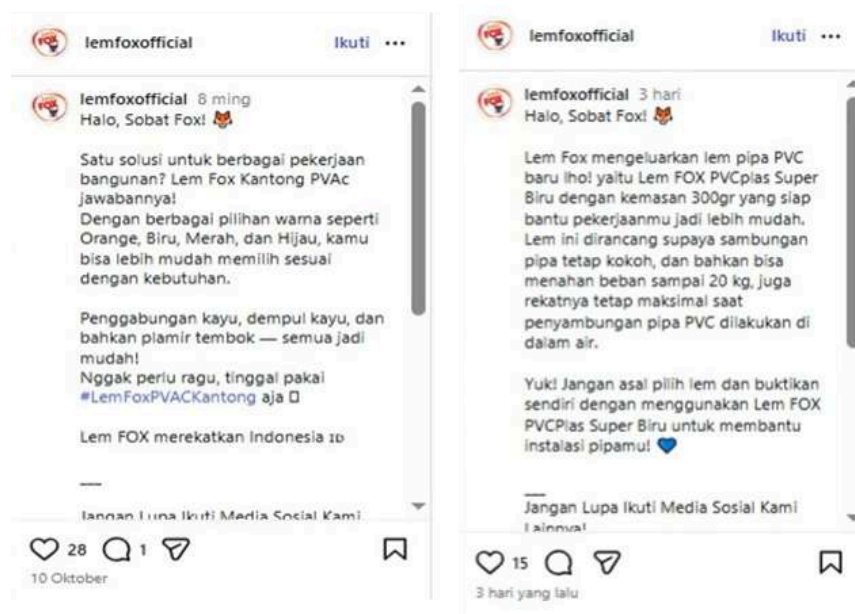 lemfoxofficial
Ikuti
lemfoxofficial 8 ming
Halo, Sobat Fox! 🦊
Satu solusi untuk berbagai pekerjaan
bangunan? Lem Fox Kantong PVAc
jawabannya!
Dengan berbagai pilihan warna seperti
Orange, Biru, Merah, dan Hijau, kamu
bisa lebih mudah memilih sesuai
dengan kebutuhan.
Penggabungan kayu, dempul kayu, dan
bahkan plamir tembok — semua jadi
mudah!
Nggak perlu ragu, tinggal pakai
#LemFoxPVACKantong aja
Lem FOX merekatkan Indonesia ID
Jangan Lupa Ikuti Media Sosial Kami
28 1
10 Oktober
lemfoxofficial
Ikuti
lemfoxofficial 3 hari
Halo, Sobat Fox! 🦊
Lem Fox mengeluarkan lem pipa PVC
baru lho! yaitu Lem FOX PVCplas Super
Biru dengan kemasan 300gr yang siap
bantu pekerjaanmu jadi lebih mudah.
Lem ini dirancang supaya sambungan
pipa tetap kokoh, dan bahkan bisa
menahan beban sampai 20 kg, juga
rekatnya tetap maksimal saat
penyambungan pipa PVC dilakukan di
dalam air.
Yuk! Jangan asal pilih lem dan buktikan
sendiri dengan menggunakan Lem FOX
PVCPlas Super Biru untuk membantu
instalasi pipamu! 💙
Jangan Lupa Ikuti Media Sosial Kami
Lainnya!
15
3 hari yang lalu